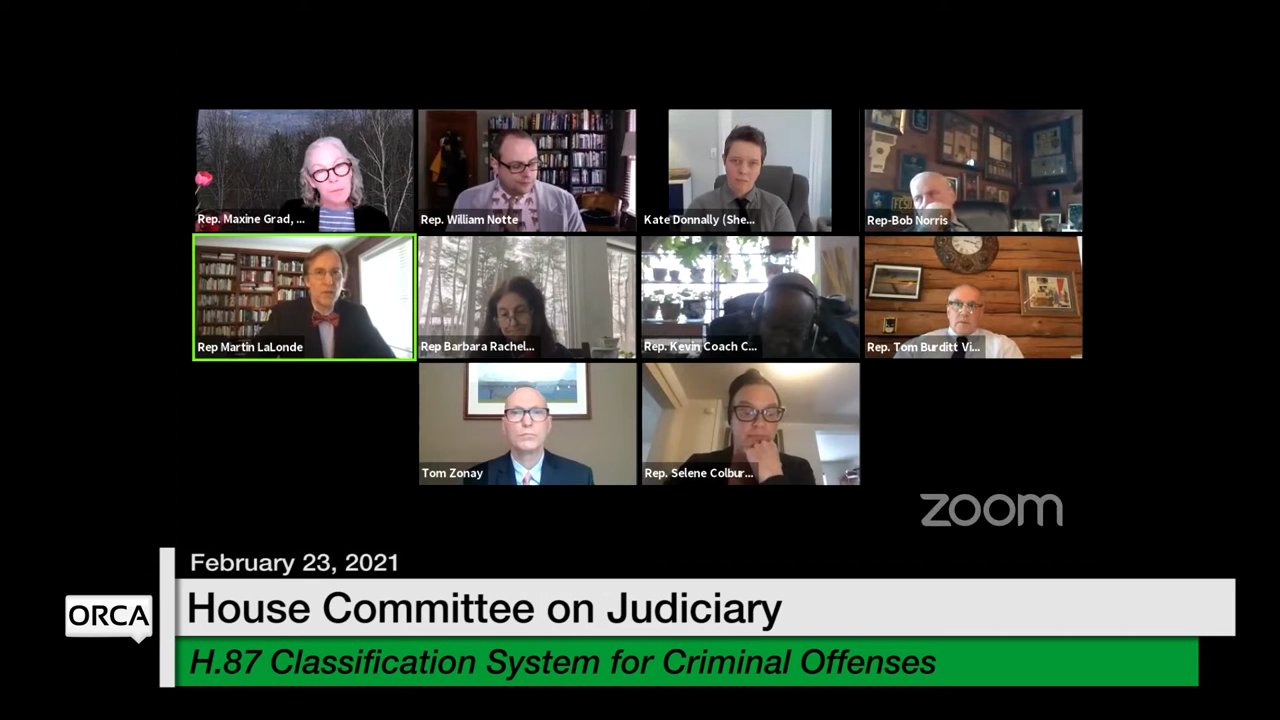 Rep. Maxine Grad, ...
Rep. William Notte
Kate Donnally (She...
Rep-Bob Norris
Rep Martin LaLonde
Rep Barbara Rachel...
Rep. Kevin Coach C...
Rep. Tom Burditt Vi...
Tom Zonay
Rep. Selene Colbur...
zoom
February 23, 2021
ORCA
House Committee on Judiciary
H.87 Classification System for Criminal Offenses